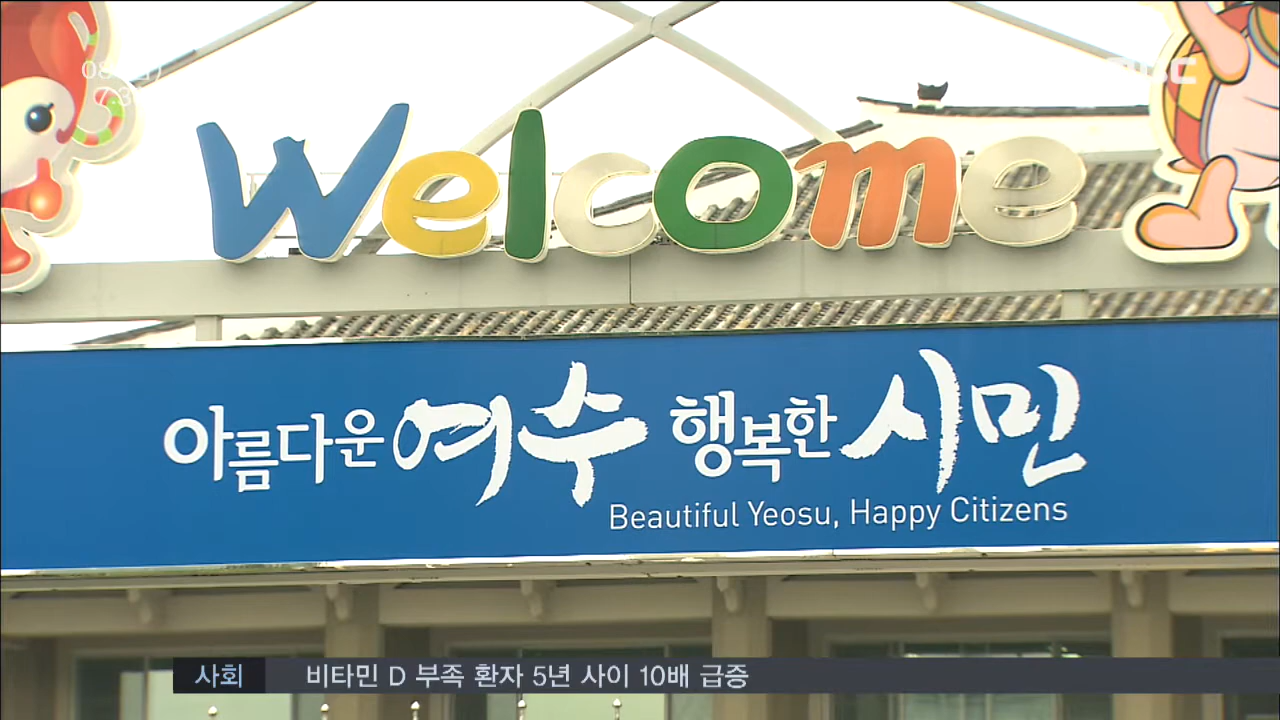 Welcome
아름다운 여수 행복한 시민
Beautiful Yeosu, Happy Citizens
사회 비타민 D 부족 환자 5년 사이 10배 급증